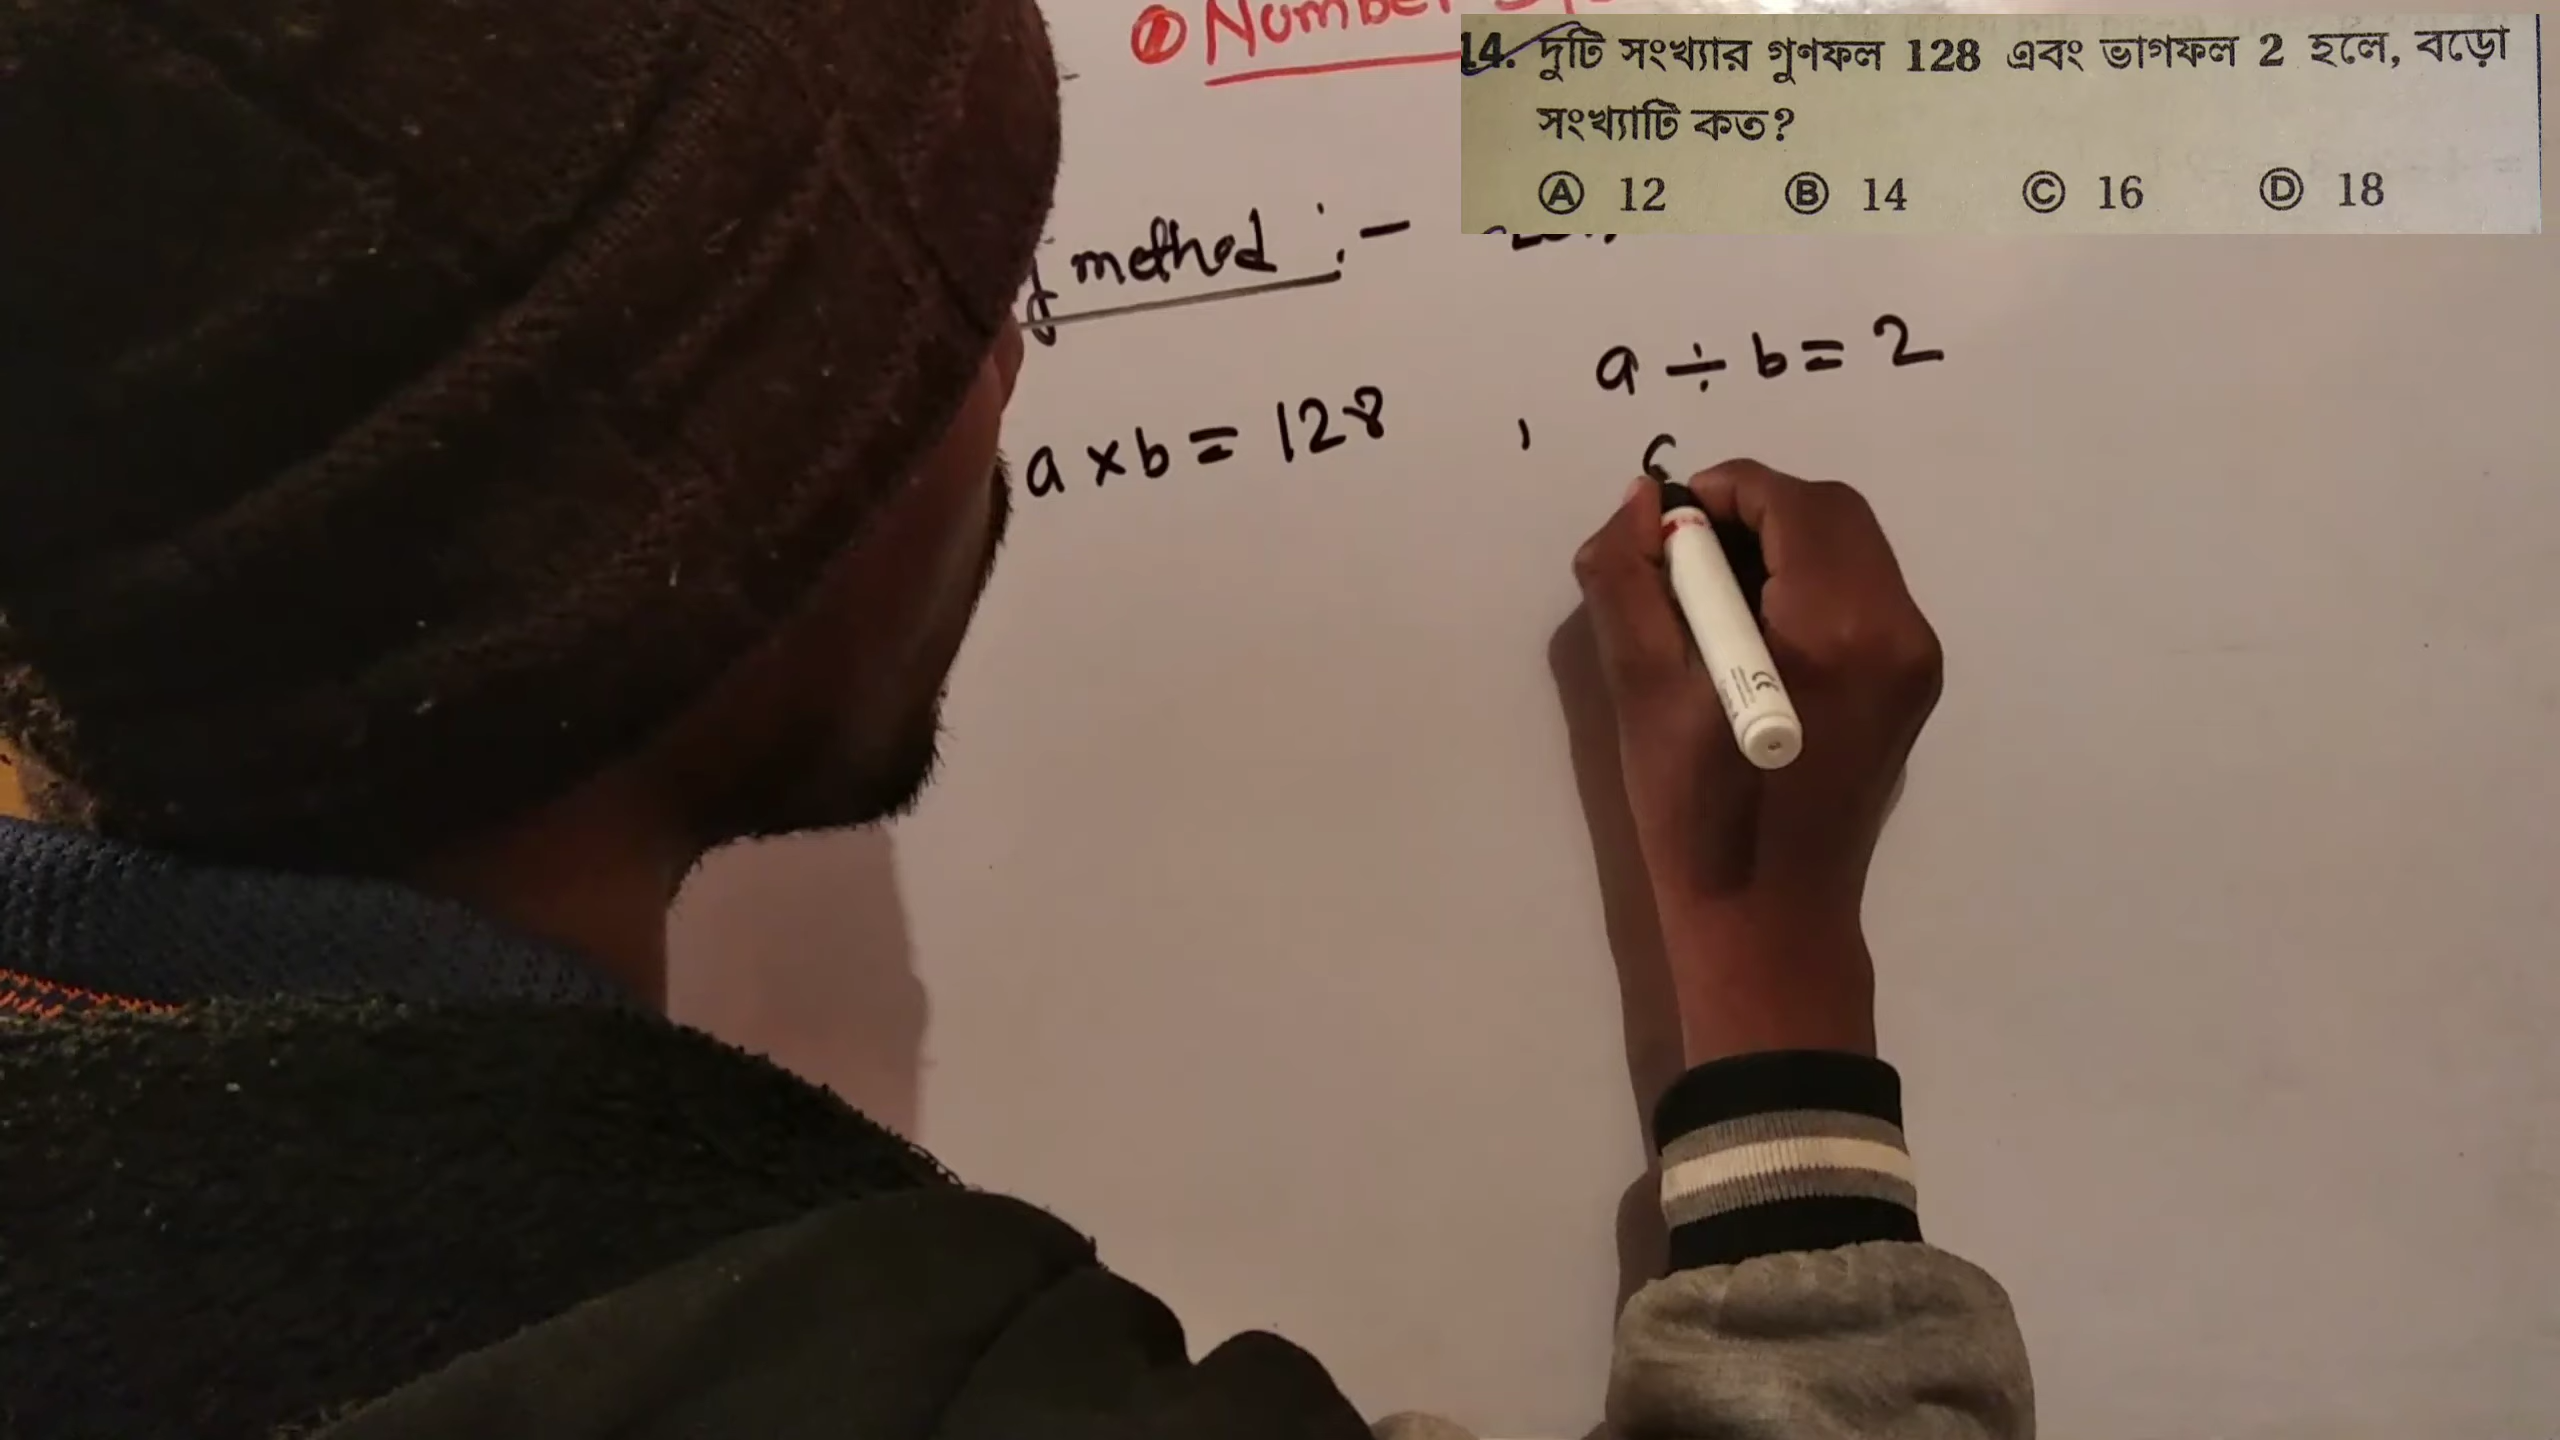 Number
14. দুটি সংখ্যার গুণফল 128 এবং ভাগফল 2 হলে, বড়ো
সংখ্যাটি কত?
Ⓐ 12 Ⓑ 14 Ⓒ 16 Ⓓ 18
method :-
a × b = 128 , a ÷ b = 2